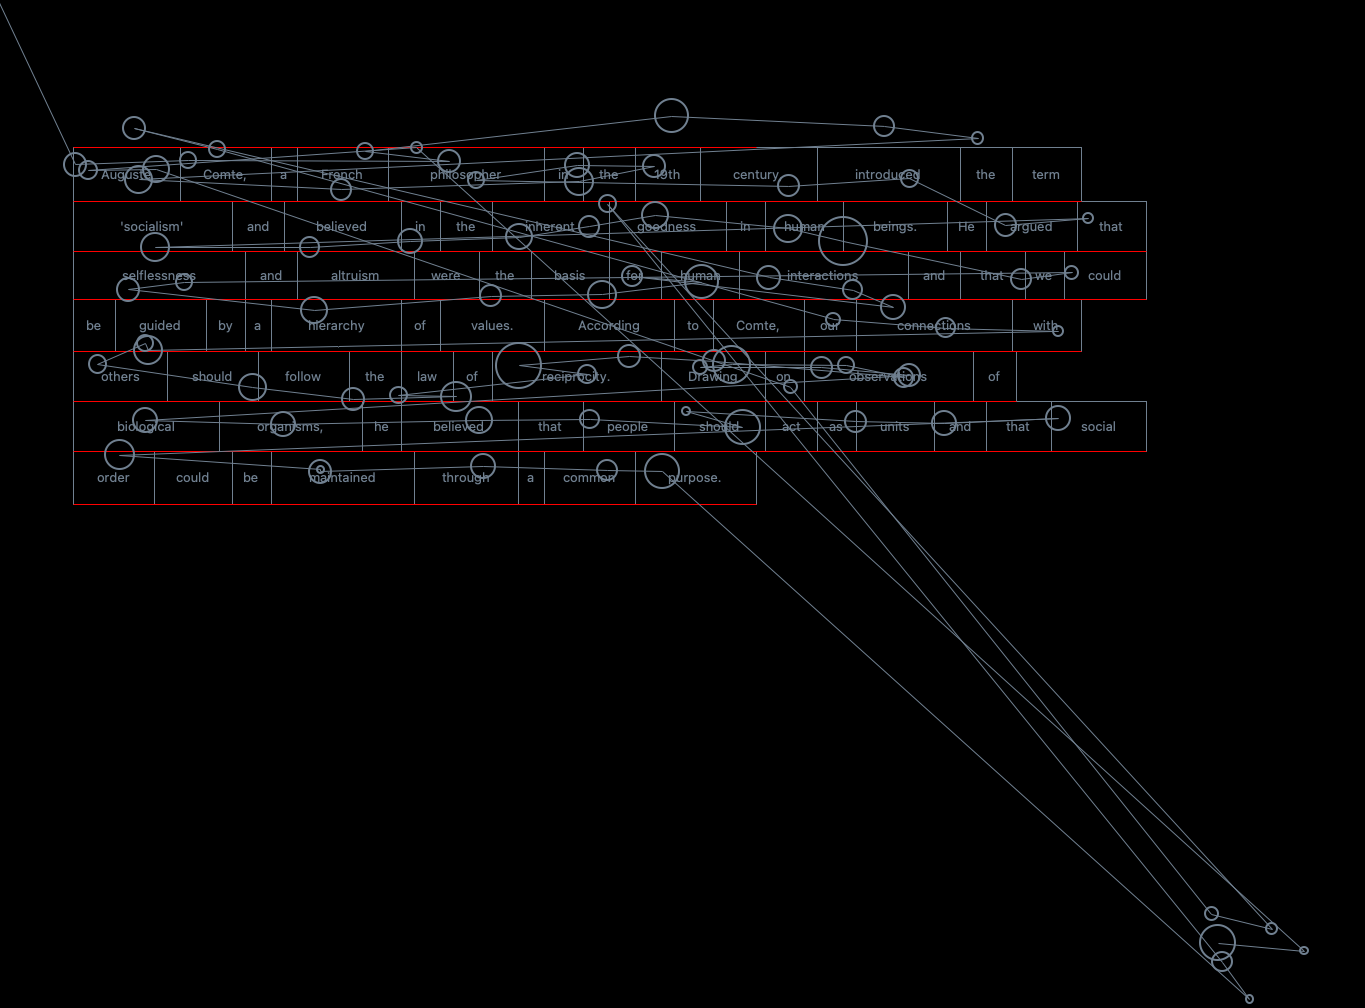 Auguste Comte, a French philosopher in the 19th century introduced the term
'socialism' and believed in the inherent goodness in human beings. He argued that
selflessness and altruism were the basis for human interactions and that we could
be guided by a hierarchy of values. According to Comte, our connections with
others should follow the law of reciprocity. Drawing on observations of
biological organisms, he believed that people should act as units and that social
order could be maintained through a common purpose.